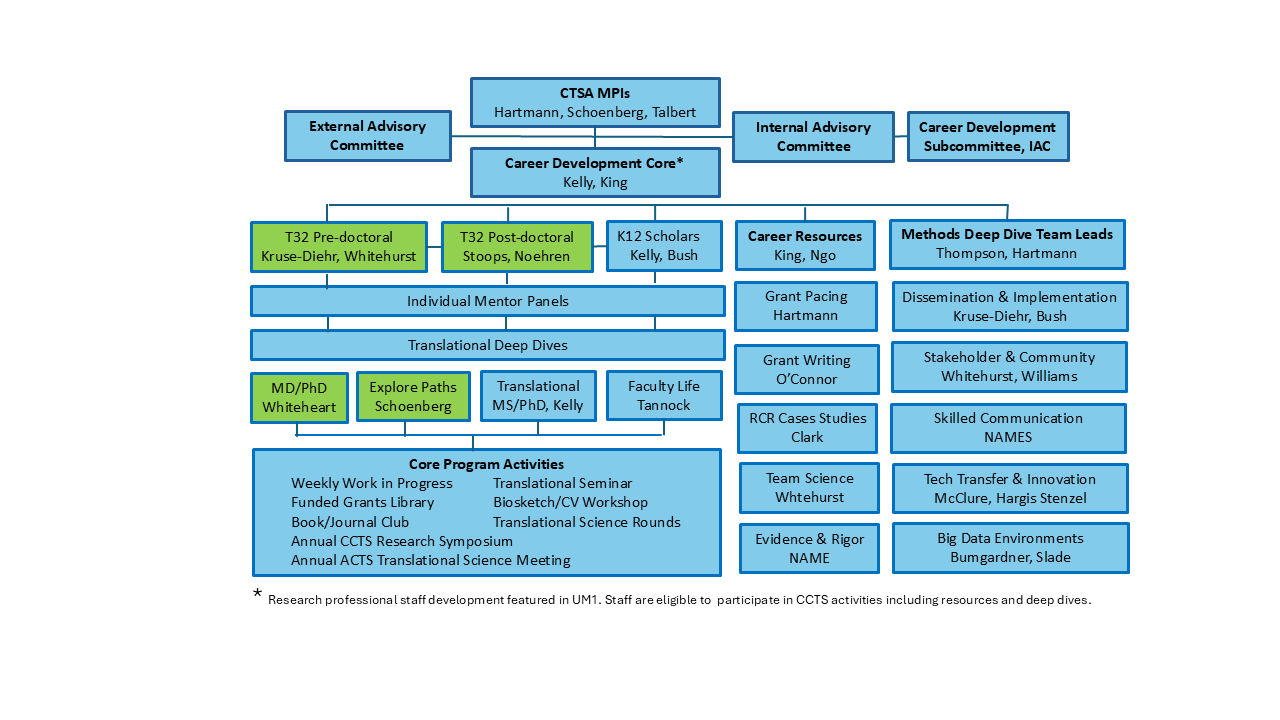 CTSA MPIs
Hartmann, Schoenberg, Talbert
External Advisory
Committee
Internal Advisory
Committee
Career Development
Subcommittee, IAC
Career Development Core*
Kelly, King
T32 Pre-doctoral
Kruse-Diehr, Whitehurst
T32 Post-doctoral
Stoops, Noehren
K12 Scholars
Kelly, Bush
Career Resources
King, Ngo
Methods Deep Dive Team Leads
Thompson, Hartmann
Individual Mentor Panels
Translational Deep Dives
MD/PhD
Whiteheart
Explore Paths
Schoenberg
Translational
MS/PhD, Kelly
Faculty Life
Tannock
Core Program Activities
Weekly Work in Progress
Translational Seminar
Funded Grants Library
Biosketch/CV Workshop
Book/Journal Club
Translational Science Rounds
Annual CCTS Research Symposium
Annual ACTS Translational Science Meeting
Grant Pacing
Hartmann
Grant Writing
O’Connor
RCR Cases Studies
Clark
Team Science
Whtehurst
Evidence & Rigor
NAME
Dissemination & Implementation
Kruse-Diehr, Bush
Stakeholder & Community
Whitehurst, Williams
Skilled Communication
NAMES
Tech Transfer & Innovation
McClure, Hargis Stenzel
Big Data Environments
Bumgardner, Slade
* Research professional staff development featured in UM1. Staff are eligible to participate in CCTS activities including resources and deep dives.